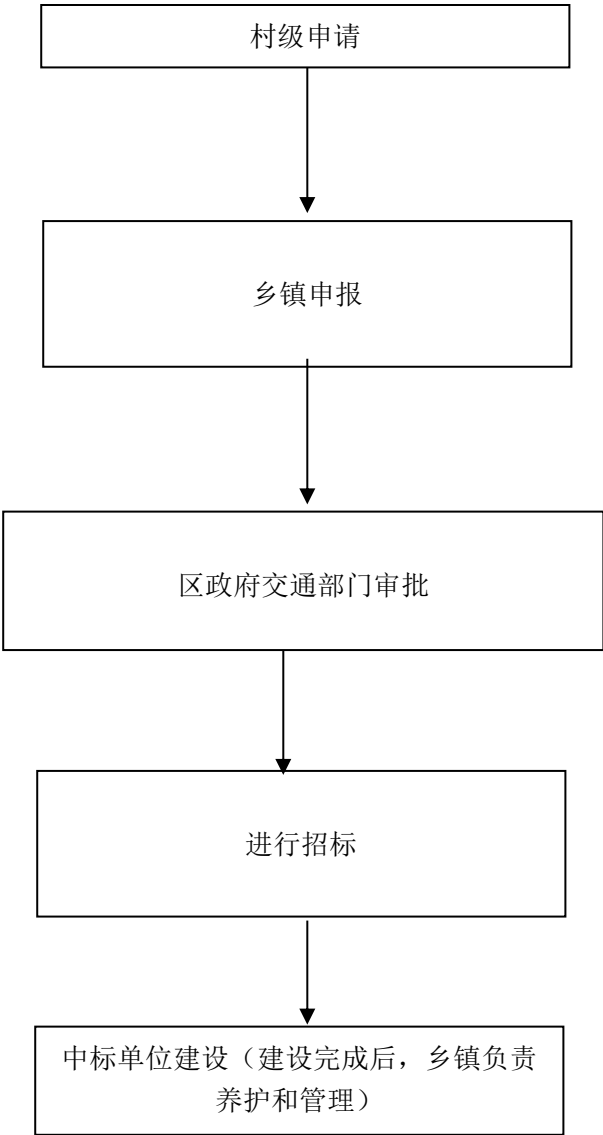 村级申请
乡镇申报
区政府交通部门审批
进行招标
中标单位建设（建设完成后，乡镇负责
养护和管理）